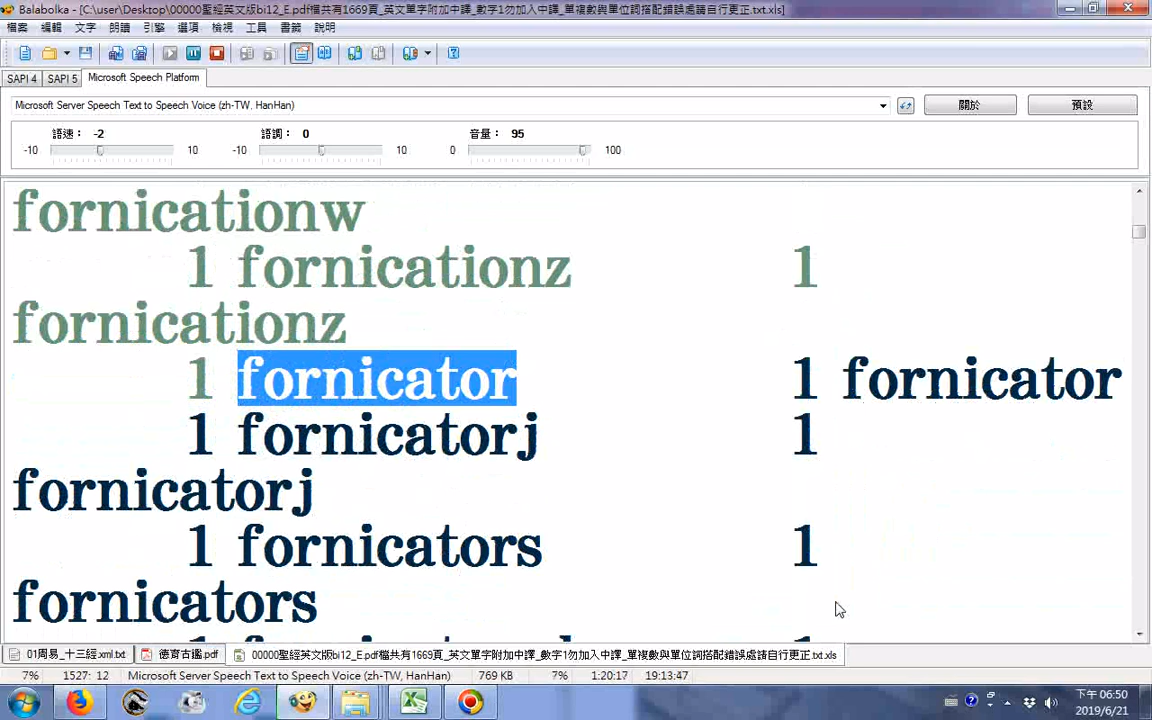 Balabolka - [C:\user\Desktop\00000聖經英文版bi12_E.pdf檔共有1669頁_英文單字附加中譯_數字1勿加入中譯_單複數與單位詞搭配錯誤處請自行更正.txt.xls]
檔案 編輯 文字 朗讀 引擎 選項 檢視 工具 書籤 說明
SAPI 4 SAPI 5 Microsoft Speech Platform
Microsoft Server Speech Text to Speech Voice (zh-TW, HanHan) 關於 預設
語速： -2 語調： 0 音量： 95
-10 10 -10 10 0 100
fornicationw
1 fornicationz 1
fornicationz
1 fornicator 1 fornicator
1 fornicatorj 1
fornicatorj
1 fornicators 1
fornicators
01周易_十三經.xml.txt 德育古鑑.pdf 00000聖經英文版bi12_E.pdf檔共有1669頁_英文單字附加中譯_數字1勿加入中譯_單複數與單位詞搭配錯誤處請自行更正.txt.xls
7% 1527: 12 Microsoft Server Speech Text to Speech Voice (zh-TW, HanHan) 769 KB 7% 1:20:17 19:13:47
下午 06:50
2019/6/21